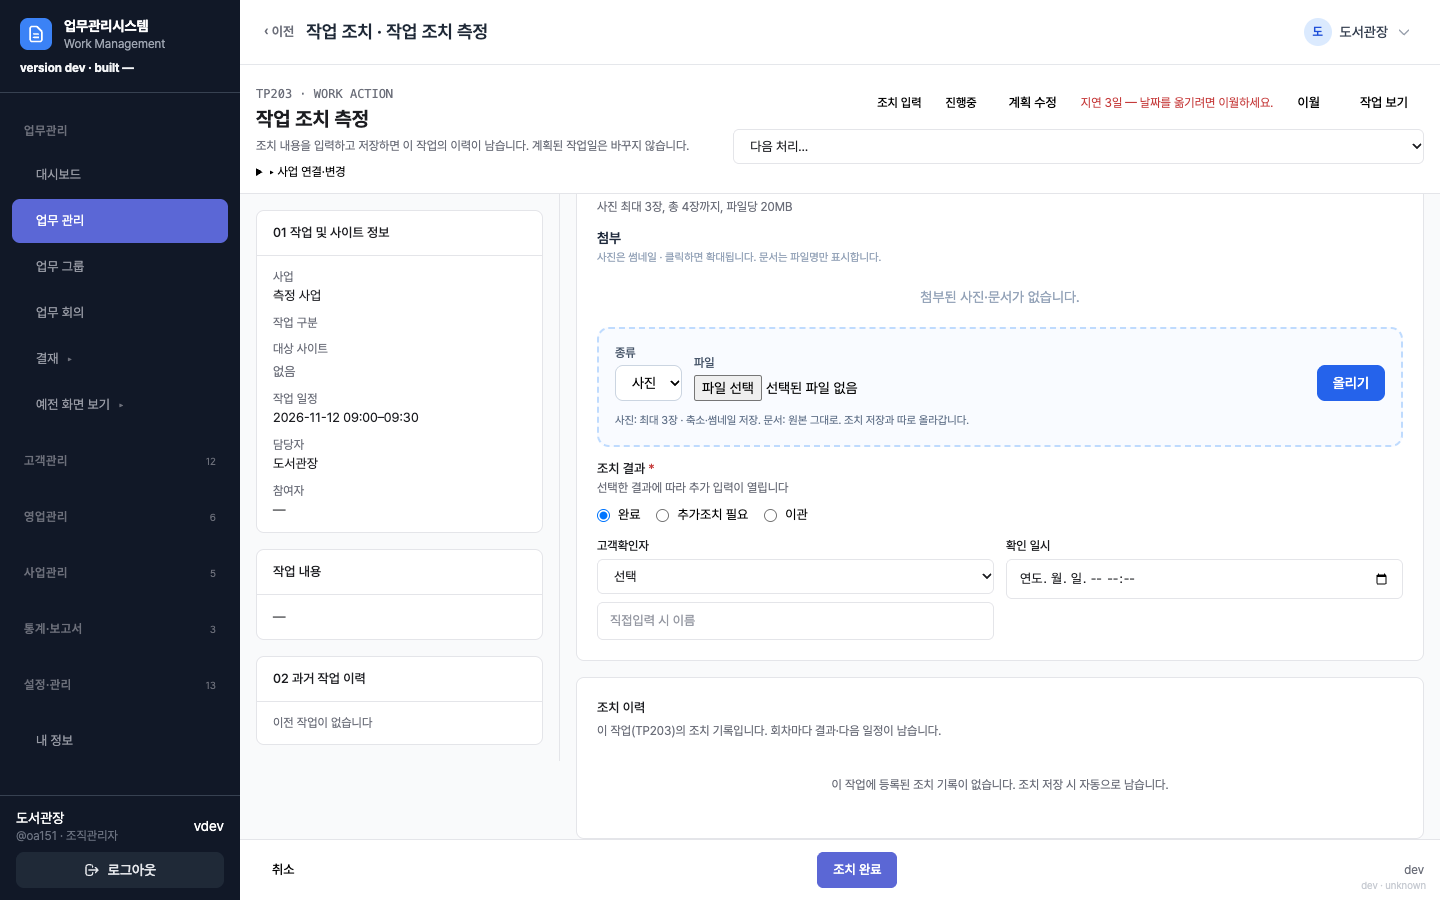 업무관리시스템
Work Management
version dev · built —
업무관리
대시보드
업무 관리
업무 그룹
업무 회의
결재 ▸
예전 화면 보기 ▸
고객관리 12
영업관리 6
사업관리 5
통계·보고서 3
설정·관리 13
내 정보
도서관장
@oa151 · 조직관리자
vdev
로그아웃
‹ 이전 작업 조치 · 작업 조치 측정
도 도서관장
TP203 · WORK ACTION
작업 조치 측정
조치 내용을 입력하고 저장하면 이 작업의 이력이 남습니다. 계획된 작업일은 바꾸지 않습니다.
▶ ▸ 사업 연결·변경
조치 입력 진행중 계획 수정 지연 3일 — 날짜를 옮기려면 이월하세요. 이월 작업 보기
다음 처리...
01 작업 및 사이트 정보
사업
측정 사업
작업 구분
대상 사이트
없음
작업 일정
2026-11-12 09:00–09:30
담당자
도서관장
참여자
—
작업 내용
—
02 과거 작업 이력
이전 작업이 없습니다
사진 최대 3장, 총 4장까지, 파일당 20MB
첨부
사진은 썸네일 · 클릭하면 확대됩니다. 문서는 파일명만 표시합니다.
첨부된 사진·문서가 없습니다.
종류
사진
파일
파일 선택 선택된 파일 없음
올리기
사진: 최대 3장 · 축소·썸네일 저장. 문서: 원본 그대로. 조치 저장과 따로 올라갑니다.
조치 결과 *
선택한 결과에 따라 추가 입력이 열립니다
완료 추가조치 필요 이관
고객확인자
선택
직접입력 시 이름
확인 일시
연도. 월. 일. -- --:--
조치 이력
이 작업(TP203)의 조치 기록입니다. 회차마다 결과·다음 일정이 남습니다.
이 작업에 등록된 조치 기록이 없습니다. 조치 저장 시 자동으로 남습니다.
취소
조치 완료
dev
dev · unknown